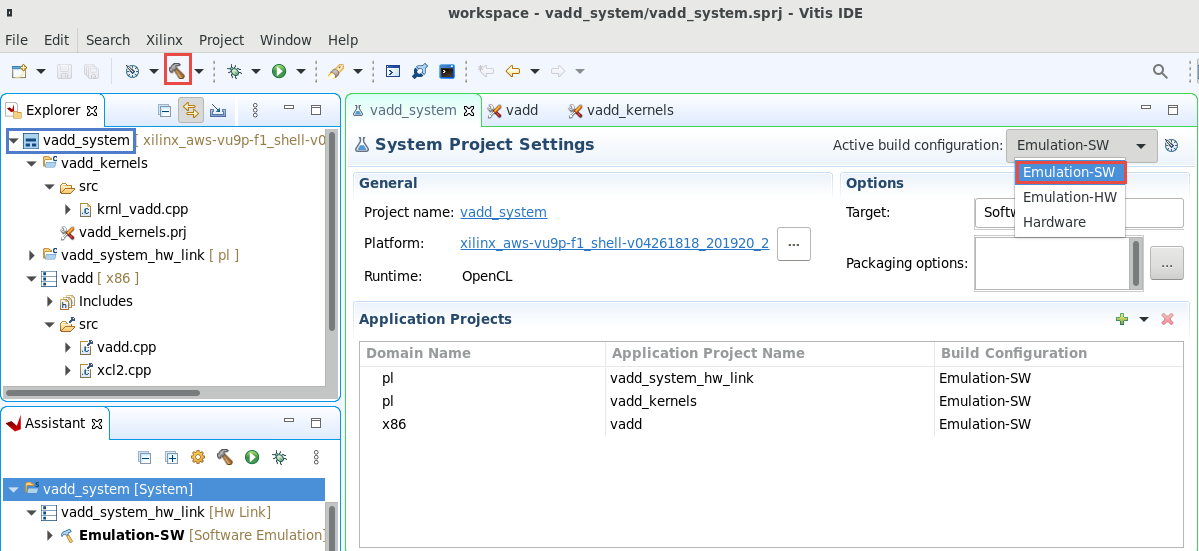 workspace - vadd_system/vadd_system.sprj - Vitis IDE
File Edit Search Xilinx Project Window Help
Explorer
vadd_system [ xilinx_aws-vu9p-f1_shell-v0
vadd_kernels
src
krnl_vadd.cpp
vadd_kernels.prj
vadd_system_hw_link [ pl ]
vadd [ x86 ]
Includes
src
vadd.cpp
xcl2.cpp
Assistant
vadd_system [System]
vadd_system_hw_link [Hw Link]
Emulation-SW [Software Emulation]
vadd_system vadd vadd_kernels
System Project Settings
Active build configuration: Emulation-SW
Emulation-SW
Emulation-HW
Hardware
General
Project name: vadd_system
Platform: xilinx_aws-vu9p-f1_shell-v04261818_201920_2 ...
Runtime: OpenCL
Options
Target: Softw
Packaging options: ...
Application Projects
Domain Name Application Project Name Build Configuration
pl vadd_system_hw_link Emulation-SW
pl vadd_kernels Emulation-SW
x86 vadd Emulation-SW